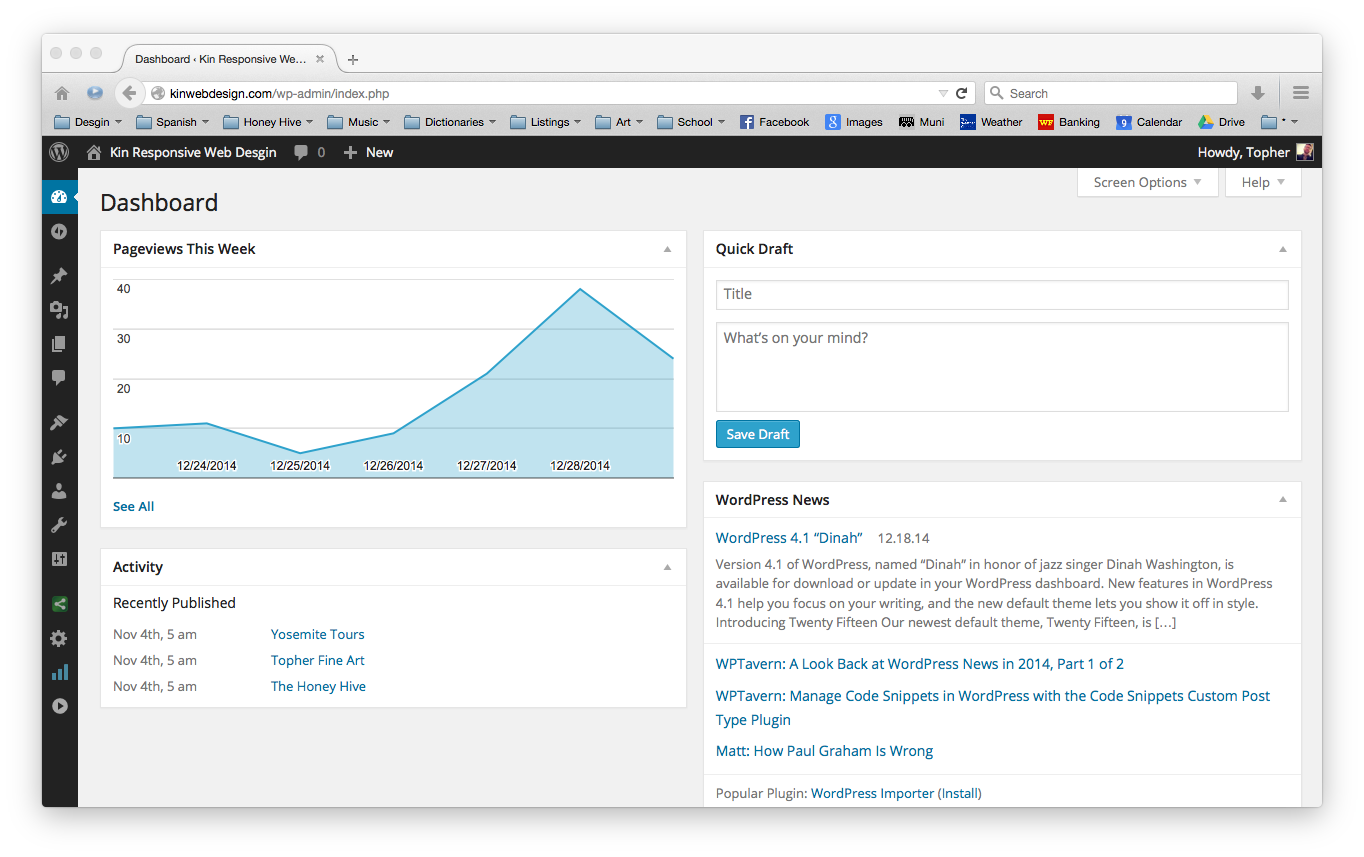 Dashboard ‹ Kin Responsive We...
kinwebdesign.com/wp-admin/index.php
Search
Desgin Spanish Honey Hive Music Dictionaries Listings Art School Facebook Images Muni Weather Banking Calendar Drive
Kin Responsive Web Desgin 0 New Howdy, Topher
Screen Options Help
Dashboard
Pageviews This Week
40
30
20
10
12/24/2014 12/25/2014 12/26/2014 12/27/2014 12/28/2014
See All
Activity
Recently Published
Nov 4th, 5 am Yosemite Tours
Nov 4th, 5 am Topher Fine Art
Nov 4th, 5 am The Honey Hive
Quick Draft
Title
What’s on your mind?
Save Draft
WordPress News
WordPress 4.1 “Dinah” 12.18.14
Version 4.1 of WordPress, named “Dinah” in honor of jazz singer Dinah Washington, is
available for download or update in your WordPress dashboard. New features in WordPress
4.1 help you focus on your writing, and the new default theme lets you show it off in style.
Introducing Twenty Fifteen Our newest default theme, Twenty Fifteen, is […]
WPTavern: A Look Back at WordPress News in 2014, Part 1 of 2
WPTavern: Manage Code Snippets in WordPress with the Code Snippets Custom Post
Type Plugin
Matt: How Paul Graham Is Wrong
Popular Plugin: WordPress Importer (Install)